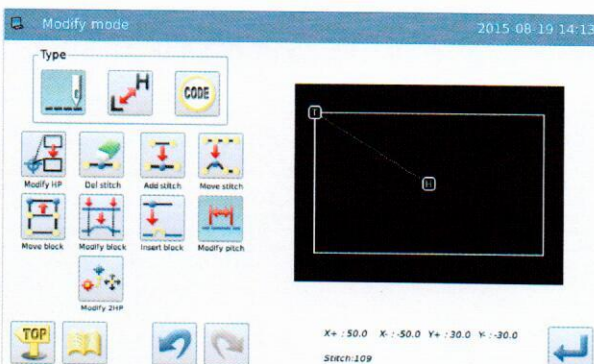 Modify mode
2015-08-19 14:13
Type
L H
CODE
Modify HP
Del stitch
Add stitch
Move stitch
Move block
Modify block
Insert block
Modify pitch
Modify 2HP
T
H
TOP
X+ : 50.0 X- : -50.0 Y+ : 30.0 Y- : -30.0
Stitch:109